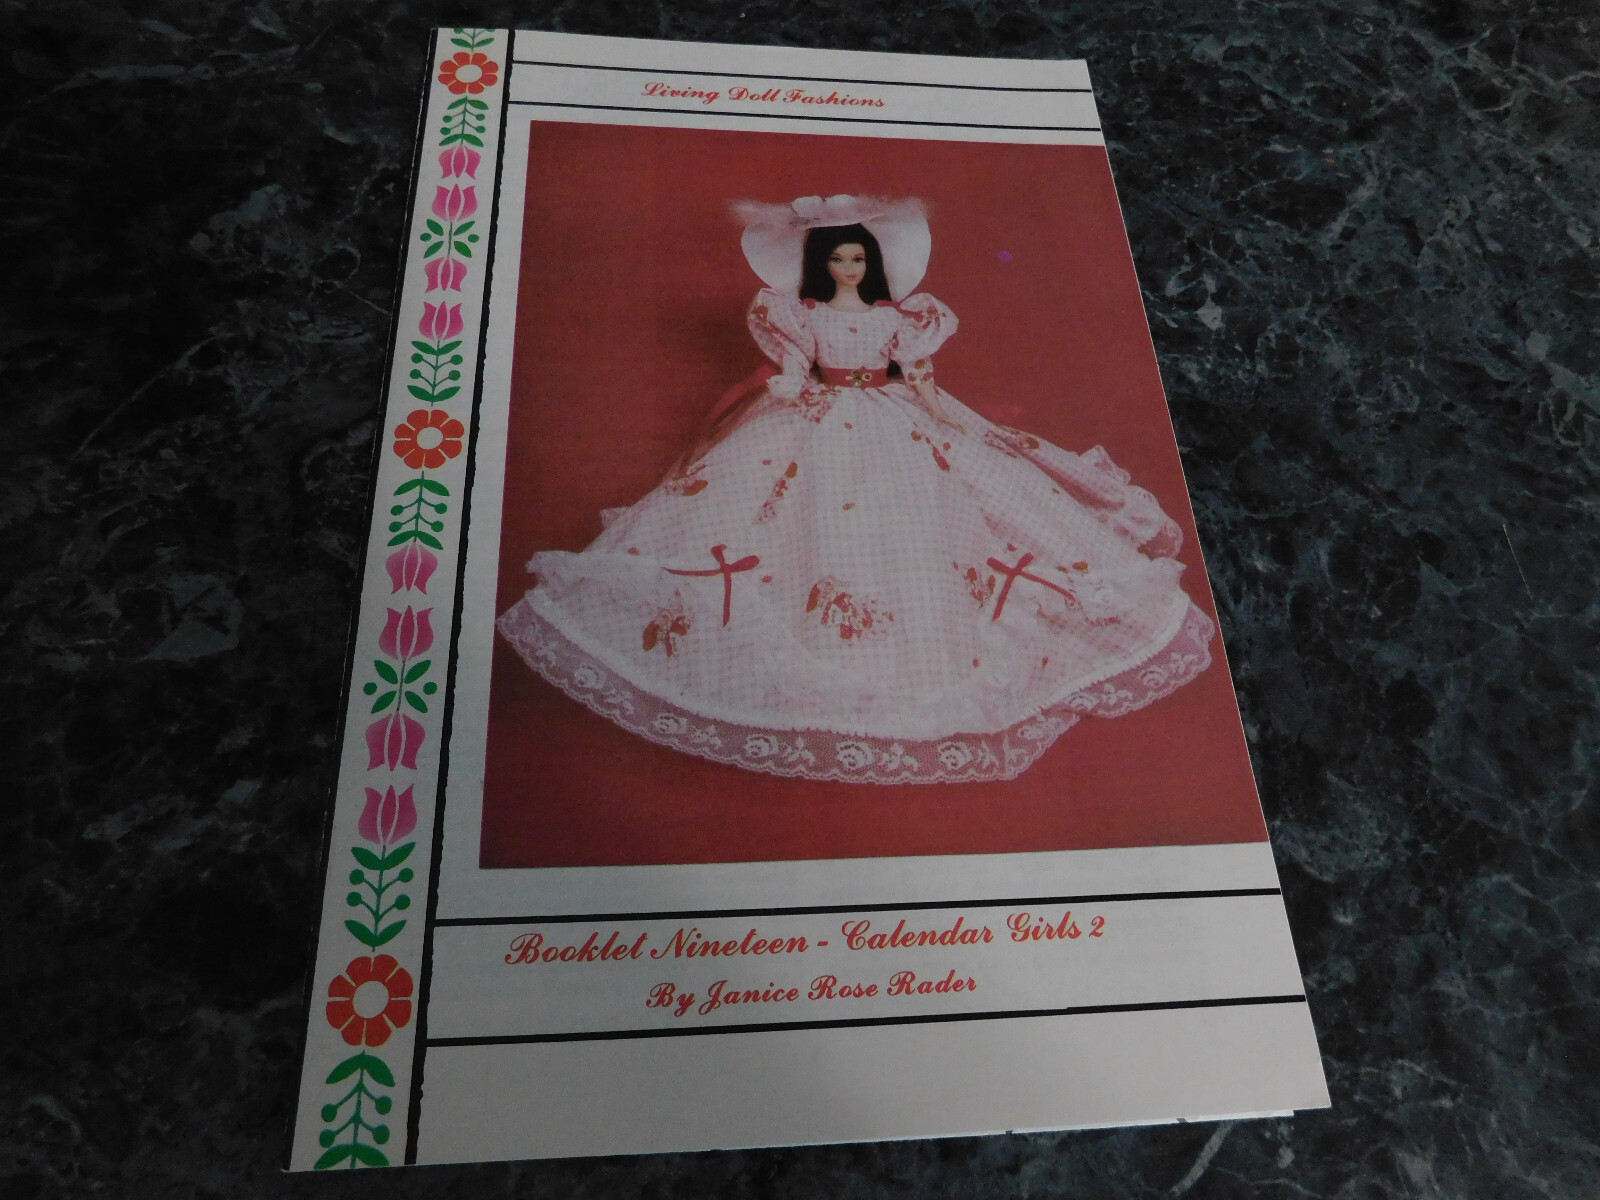 Living Doll Fashions
Booklet Nineteen - Calendar Girls 2
By Janice Rose Rader